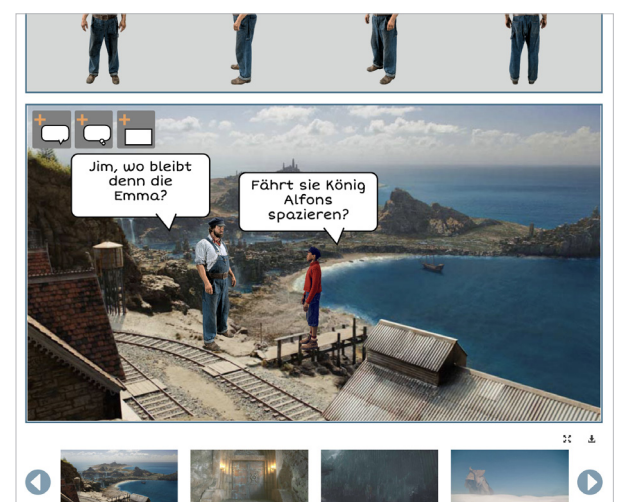 Jim, wo bleibt
denn die
Emma?
Fährt sie König
Alfons
spazieren?